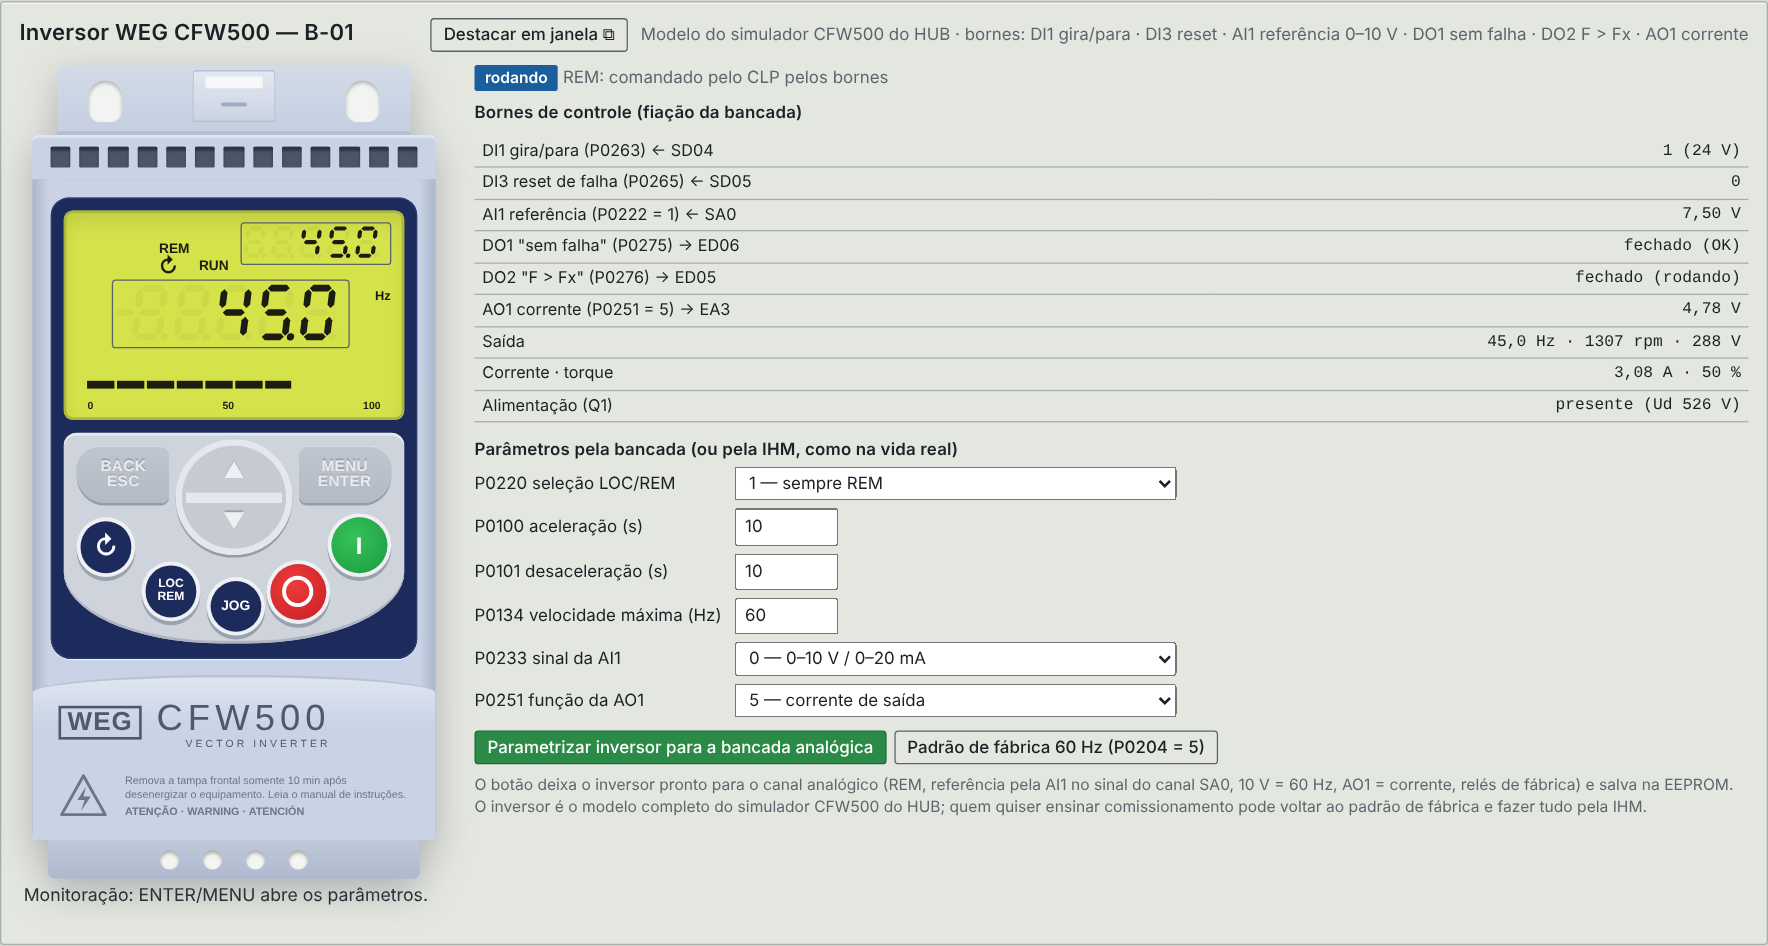 Inversor WEG CFW500 — B-01
Destacar em janela ⧉
Modelo do simulador CFW500 do HUB · bornes: DI1 gira/para · DI3 reset · AI1 referência 0–10 V · DO1 sem falha · DO2 F > Fx · AO1 corrente
rodando REM: comandado pelo CLP pelos bornes
Bornes de controle (fiação da bancada)
DI1 gira/para (P0263) ← SD04 1 (24 V)
DI3 reset de falha (P0265) ← SD05 0
AI1 referência (P0222 = 1) ← SA0 7,50 V
DO1 "sem falha" (P0275) → ED06 fechado (OK)
DO2 "F > Fx" (P0276) → ED05 fechado (rodando)
AO1 corrente (P0251 = 5) → EA3 4,78 V
Saída 45,0 Hz · 1307 rpm · 288 V
Corrente · torque 3,08 A · 50 %
Alimentação (Q1) presente (Ud 526 V)
Parâmetros pela bancada (ou pela IHM, como na vida real)
P0220 seleção LOC/REM 1 — sempre REM
P0100 aceleração (s) 10
P0101 desaceleração (s) 10
P0134 velocidade máxima (Hz) 60
P0233 sinal da AI1 0 — 0–10 V / 0–20 mA
P0251 função da AO1 5 — corrente de saída
Parametrizar inversor para a bancada analógica
Padrão de fábrica 60 Hz (P0204 = 5)
O botão deixa o inversor pronto para o canal analógico (REM, referência pela AI1 no sinal do canal SA0, 10 V = 60 Hz, AO1 = corrente, relés de fábrica) e salva na EEPROM.
O inversor é o modelo completo do simulador CFW500 do HUB; quem quiser ensinar comissionamento pode voltar ao padrão de fábrica e fazer tudo pela IHM.
45.0
REM
RUN
45.0
Hz
0 50 100
BACK
ESC
MENU
ENTER
I
LOC
REM
JOG
WEG CFW500
VECTOR INVERTER
Remova a tampa frontal somente 10 min após
desenergizar o equipamento. Leia o manual de instruções.
ATENÇÃO · WARNING · ATENCIÓN
Monitoração: ENTER/MENU abre os parâmetros.